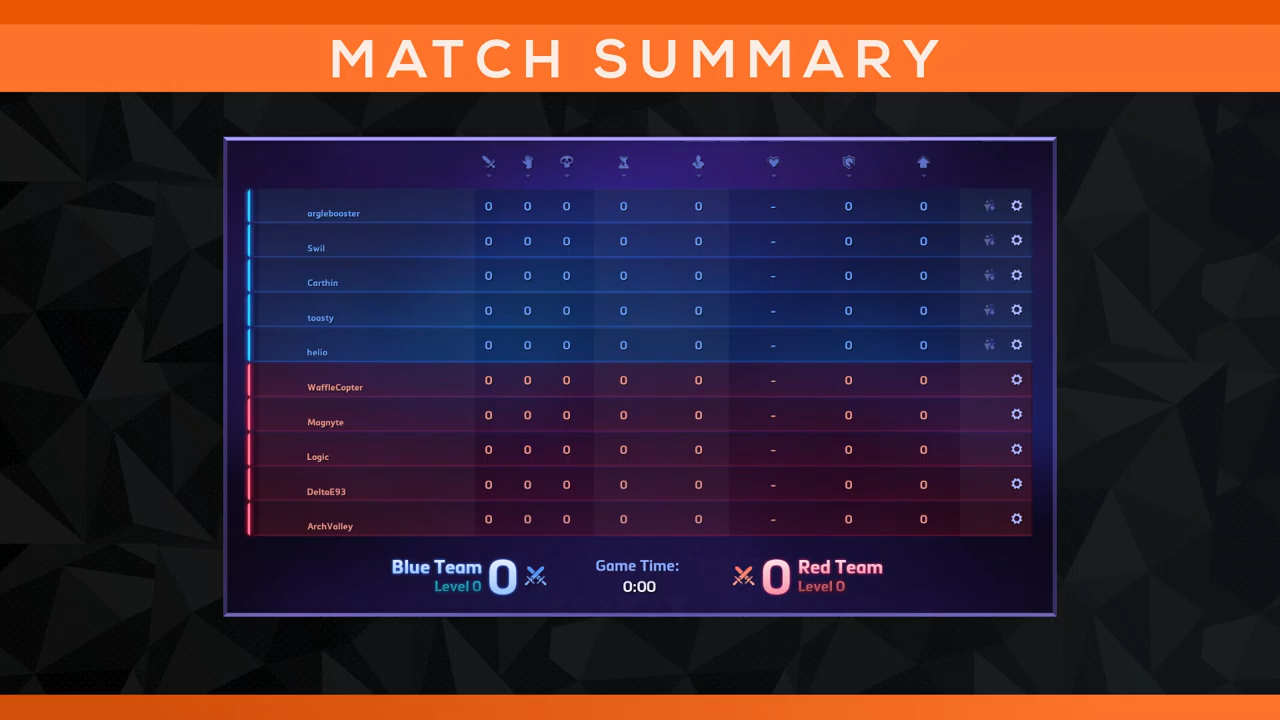 MATCH SUMMARY
arglebooster 0 0 0 0 0 - 0 0
Swil 0 0 0 0 0 - 0 0
Carthin 0 0 0 0 0 - 0 0
toasty 0 0 0 0 0 - 0 0
helio 0 0 0 0 0 - 0 0
WaffleCopter 0 0 0 0 0 - 0 0
Magnyte 0 0 0 0 0 - 0 0
Logic 0 0 0 0 0 - 0 0
DeltaE93 0 0 0 0 0 - 0 0
ArchValley 0 0 0 0 0 - 0 0
Blue Team 0 Game Time: 0 Red Team
Level 0 0:00 Level 0